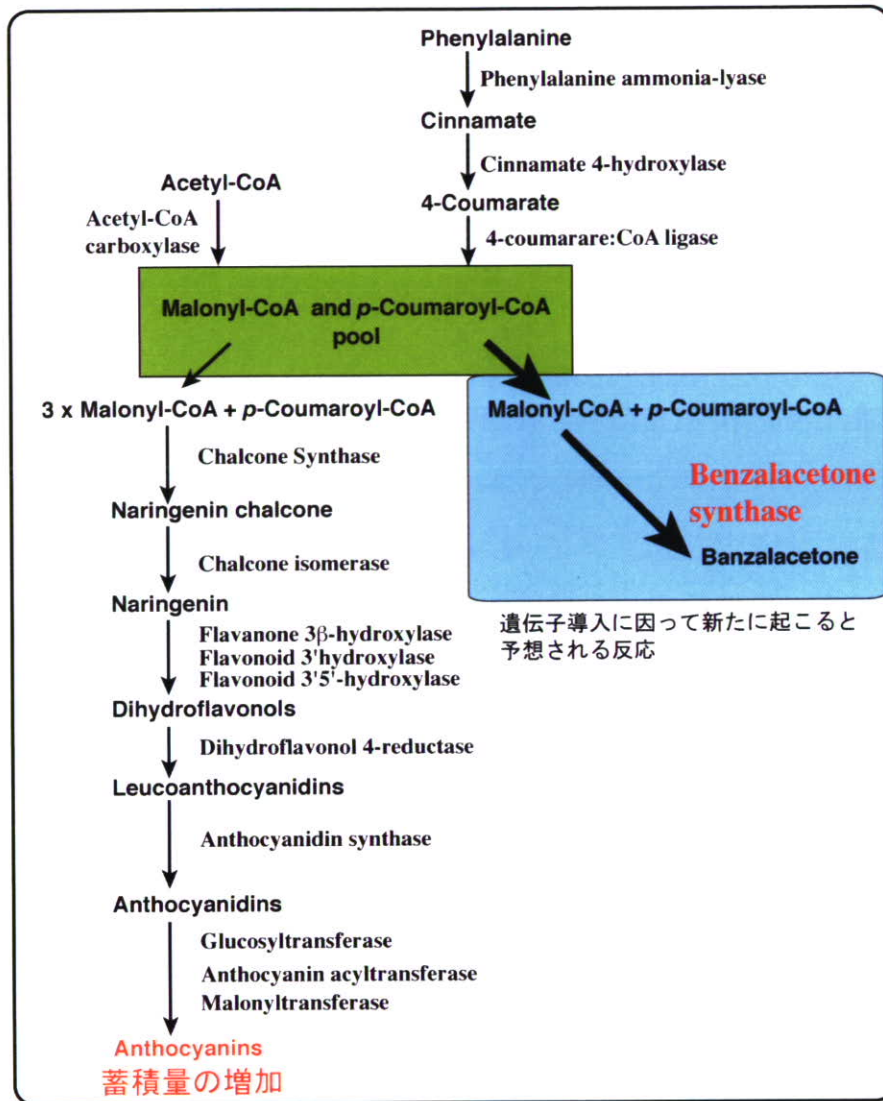 Phenylalanine
Phenylalanine ammonia-lyase
Cinnamate
Cinnamate 4-hydroxylase
Acetyl-CoA
4-Coumarate
Acetyl-CoA
carboxylase
4-coumarare:CoA ligase
Malonyl-CoA and p-Coumaroyl-CoA
pool
3 x Malonyl-CoA + p-Coumaroyl-CoA
Malonyl-CoA + p-Coumaroyl-CoA
Chalcone Synthase
Benzalacetone
synthase
Naringenin chalcone
Banzalacetone
Chalcone isomerase
Naringenin
遺伝子導入に因って新たに起こると
予想される反応
Flavanone 3β-hydroxylase
Flavonoid 3'hydroxylase
Flavonoid 3'5'-hydroxylase
Dihydroflavonols
Dihydroflavonol 4-reductase
Leucoanthocyanidins
Anthocyanidin synthase
Anthocyanidins
Glucosyltransferase
Anthocyanin acyltransferase
Malonyltransferase
Anthocyanins
蓄積量の増加